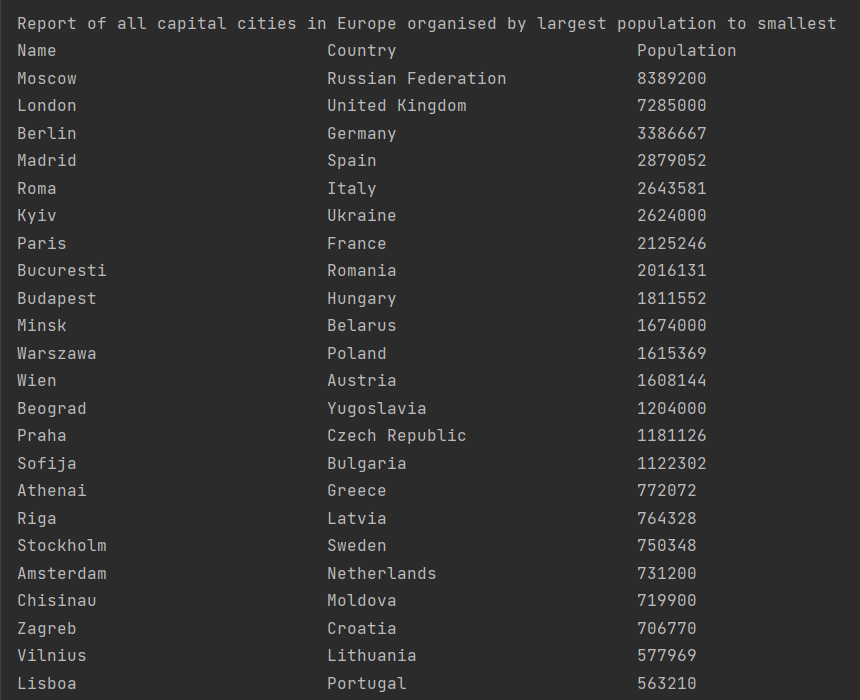 Report of all capital cities in Europe organised by largest population to smallest
Name Country Population
Moscow Russian Federation 8389200
London United Kingdom 7285000
Berlin Germany 3386667
Madrid Spain 2879052
Roma Italy 2643581
Kyiv Ukraine 2624000
Paris France 2125246
Bucuresti Romania 2016131
Budapest Hungary 1811552
Minsk Belarus 1674000
Warszawa Poland 1615369
Wien Austria 1608144
Beograd Yugoslavia 1204000
Praha Czech Republic 1181126
Sofija Bulgaria 1122302
Athenai Greece 772072
Riga Latvia 764328
Stockholm Sweden 750348
Amsterdam Netherlands 731200
Chisinau Moldova 719900
Zagreb Croatia 706770
Vilnius Lithuania 577969
Lisboa Portugal 563210